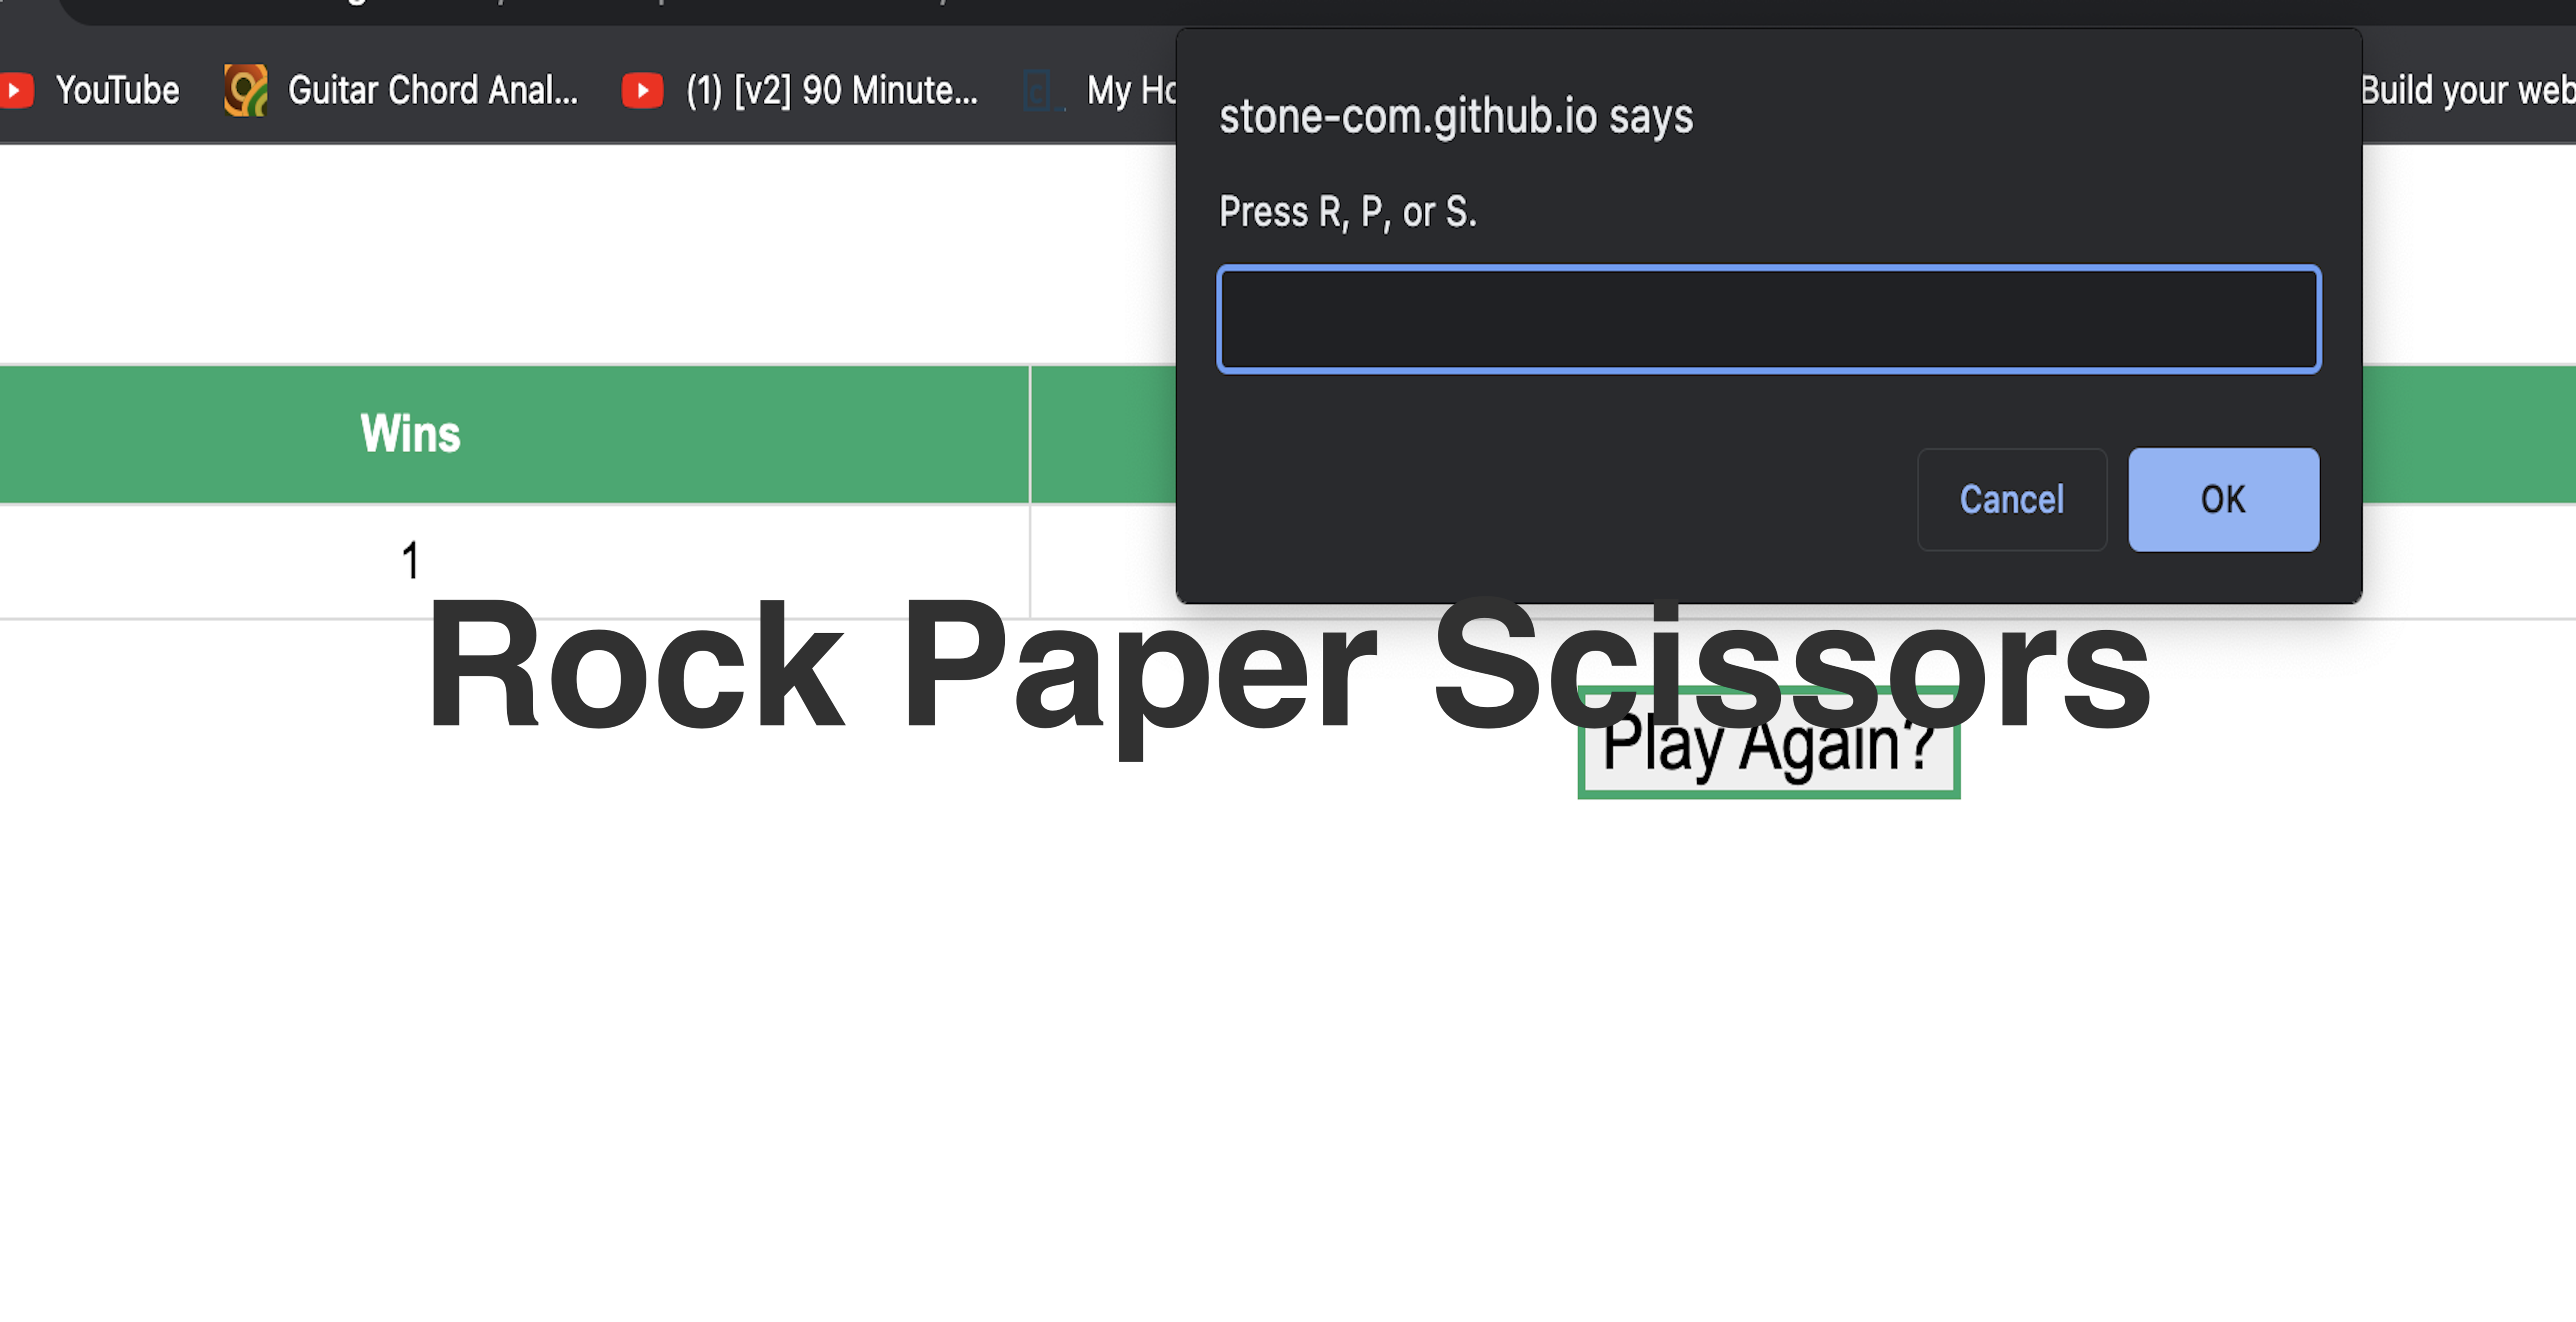 YouTube
Guitar Chord Anal...
(1) [v2] 90 Minute...
My Ho
Build your web
stone-com.github.io says
Press R, P, or S.
Cancel
OK
Wins
1
Rock Paper Scissors
Play Again?